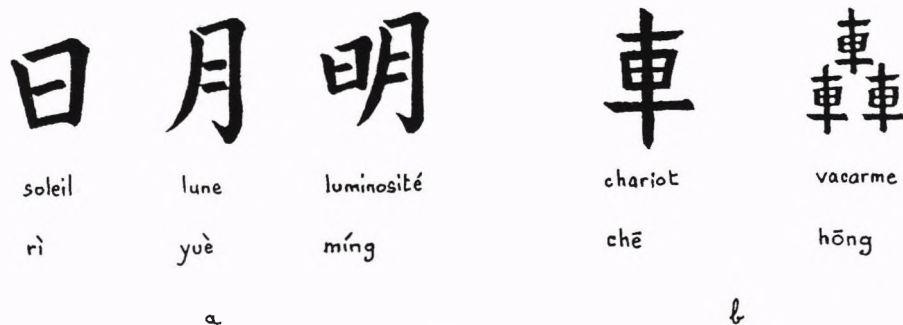 日 月 明 車 轟
soleil lune luminosité chariot vacarme
rì yuè míng chē hōng
a b